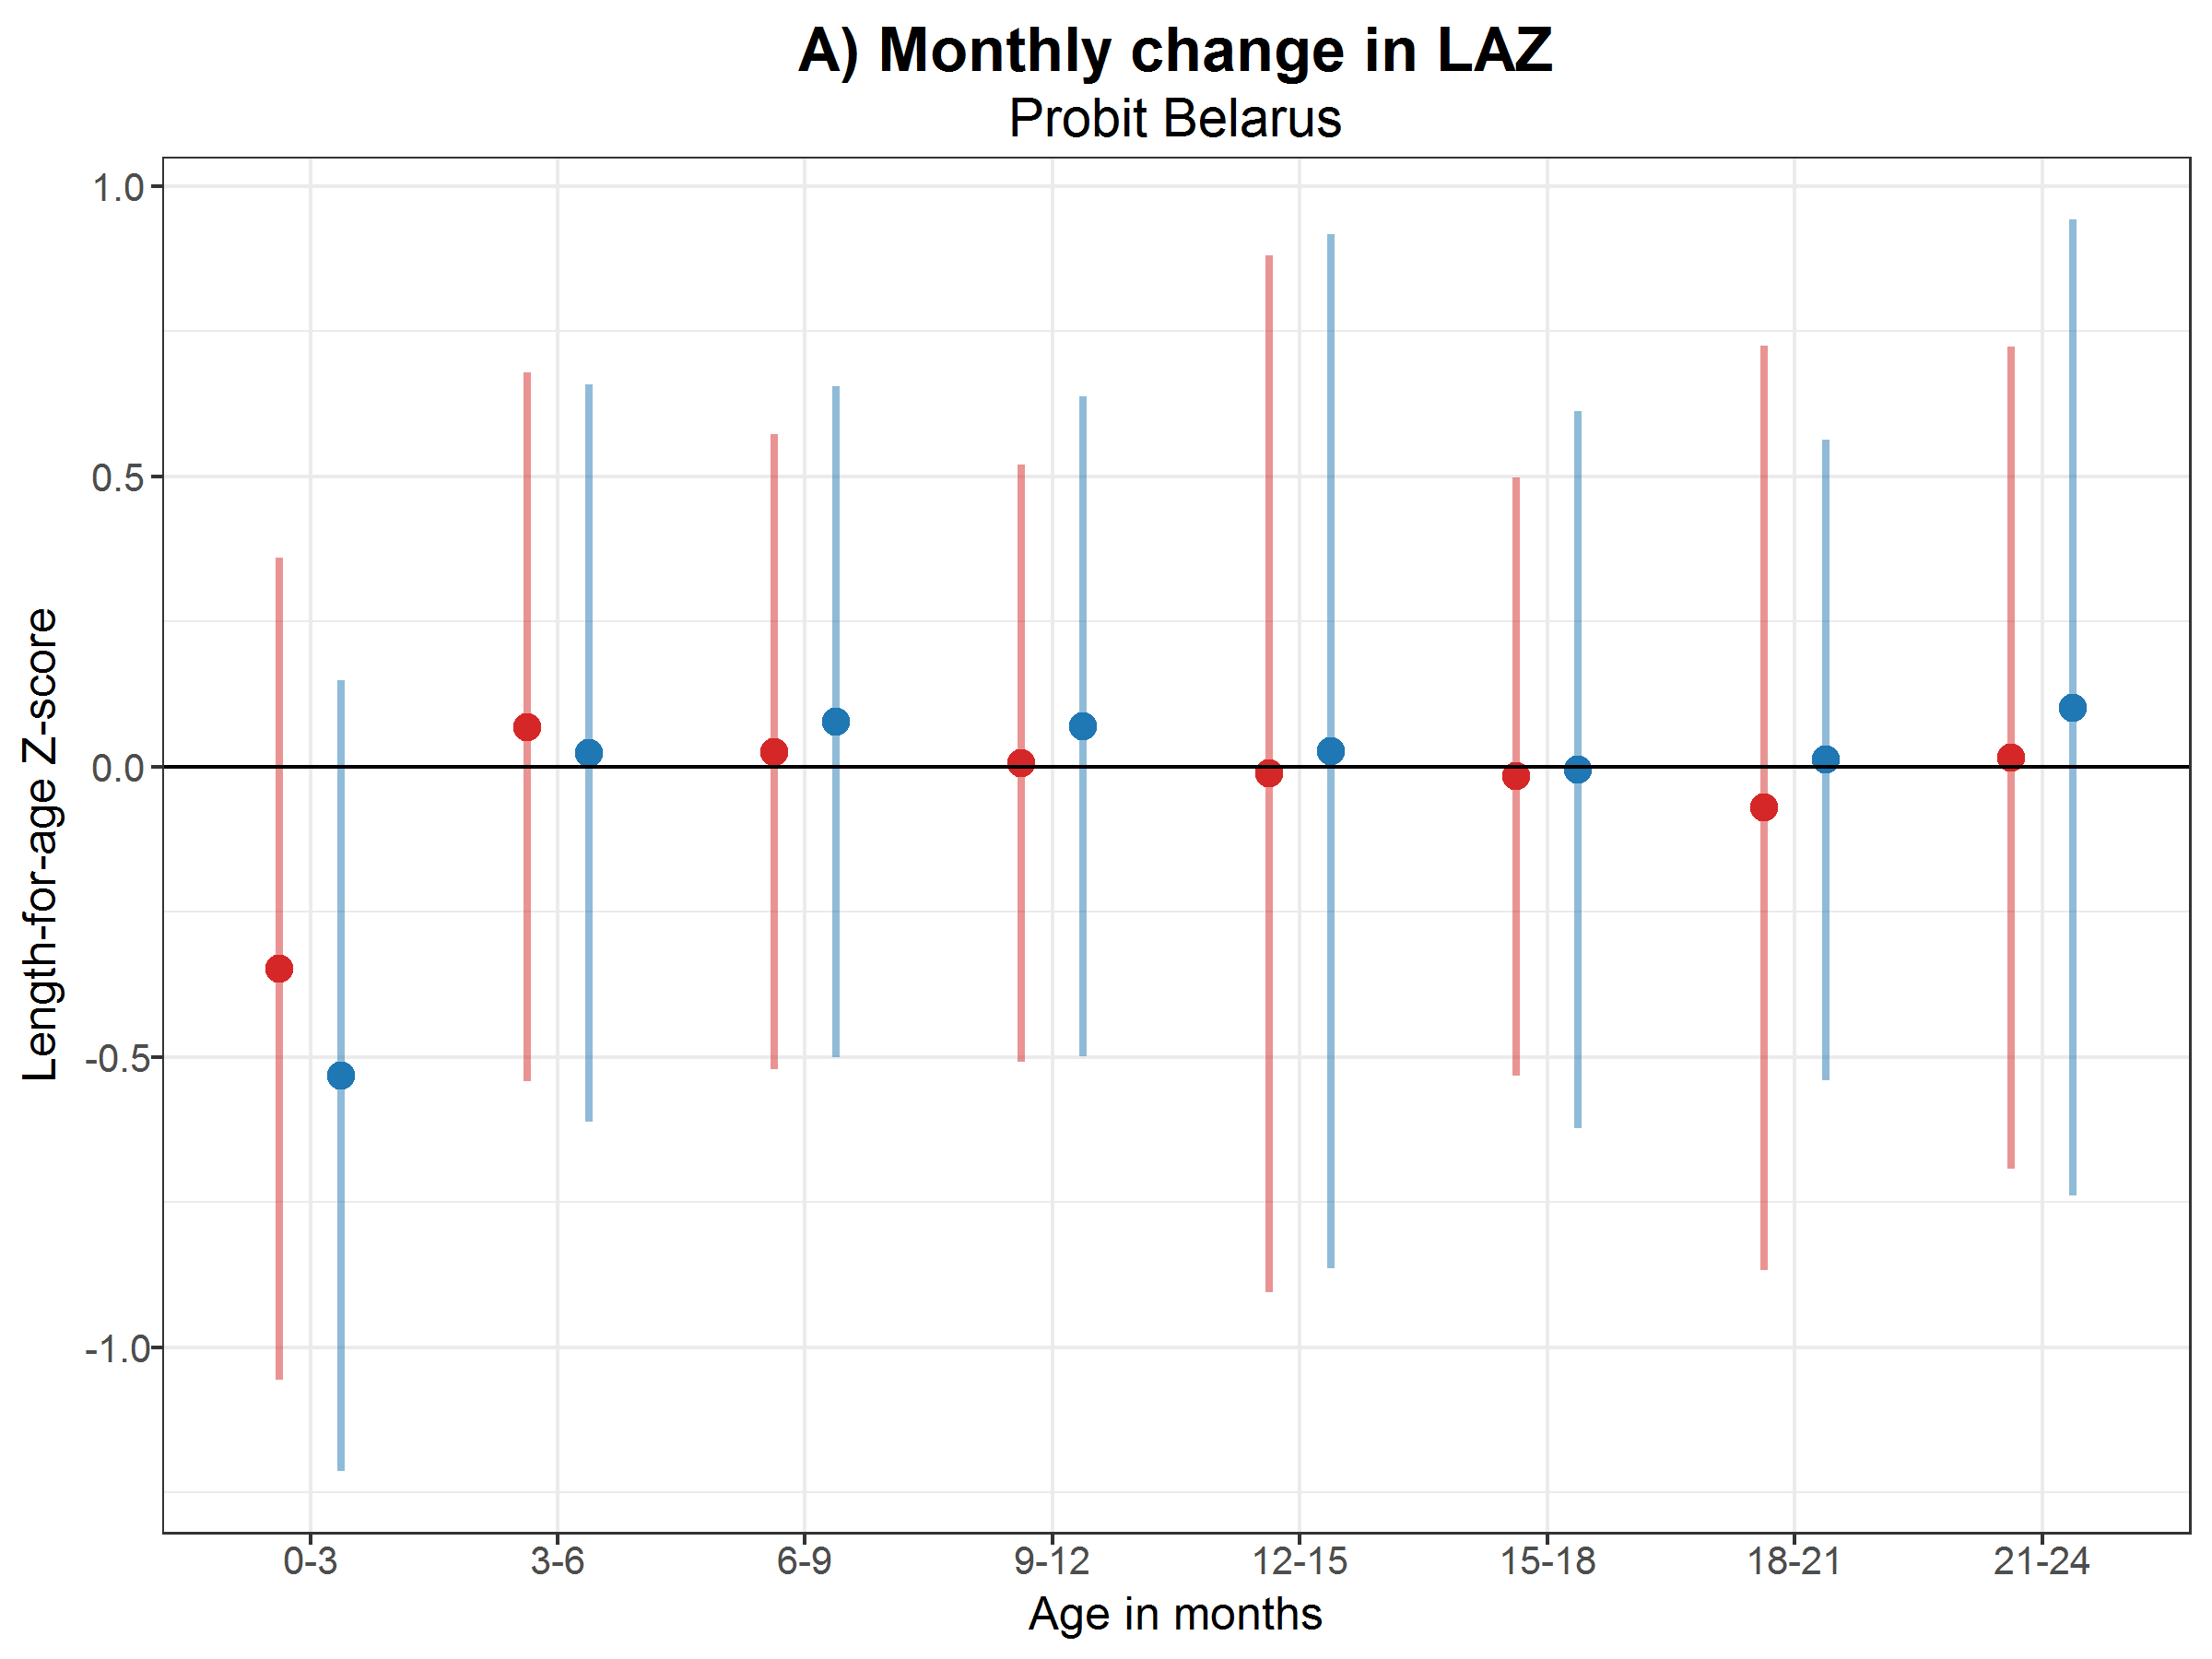 A) Monthly change in LAZ
Probit Belarus
Length-for-age Z-score
1.0
0.5
0.0
-0.5
-1.0
0-3 3-6 6-9 9-12 12-15 15-18 18-21 21-24
Age in months